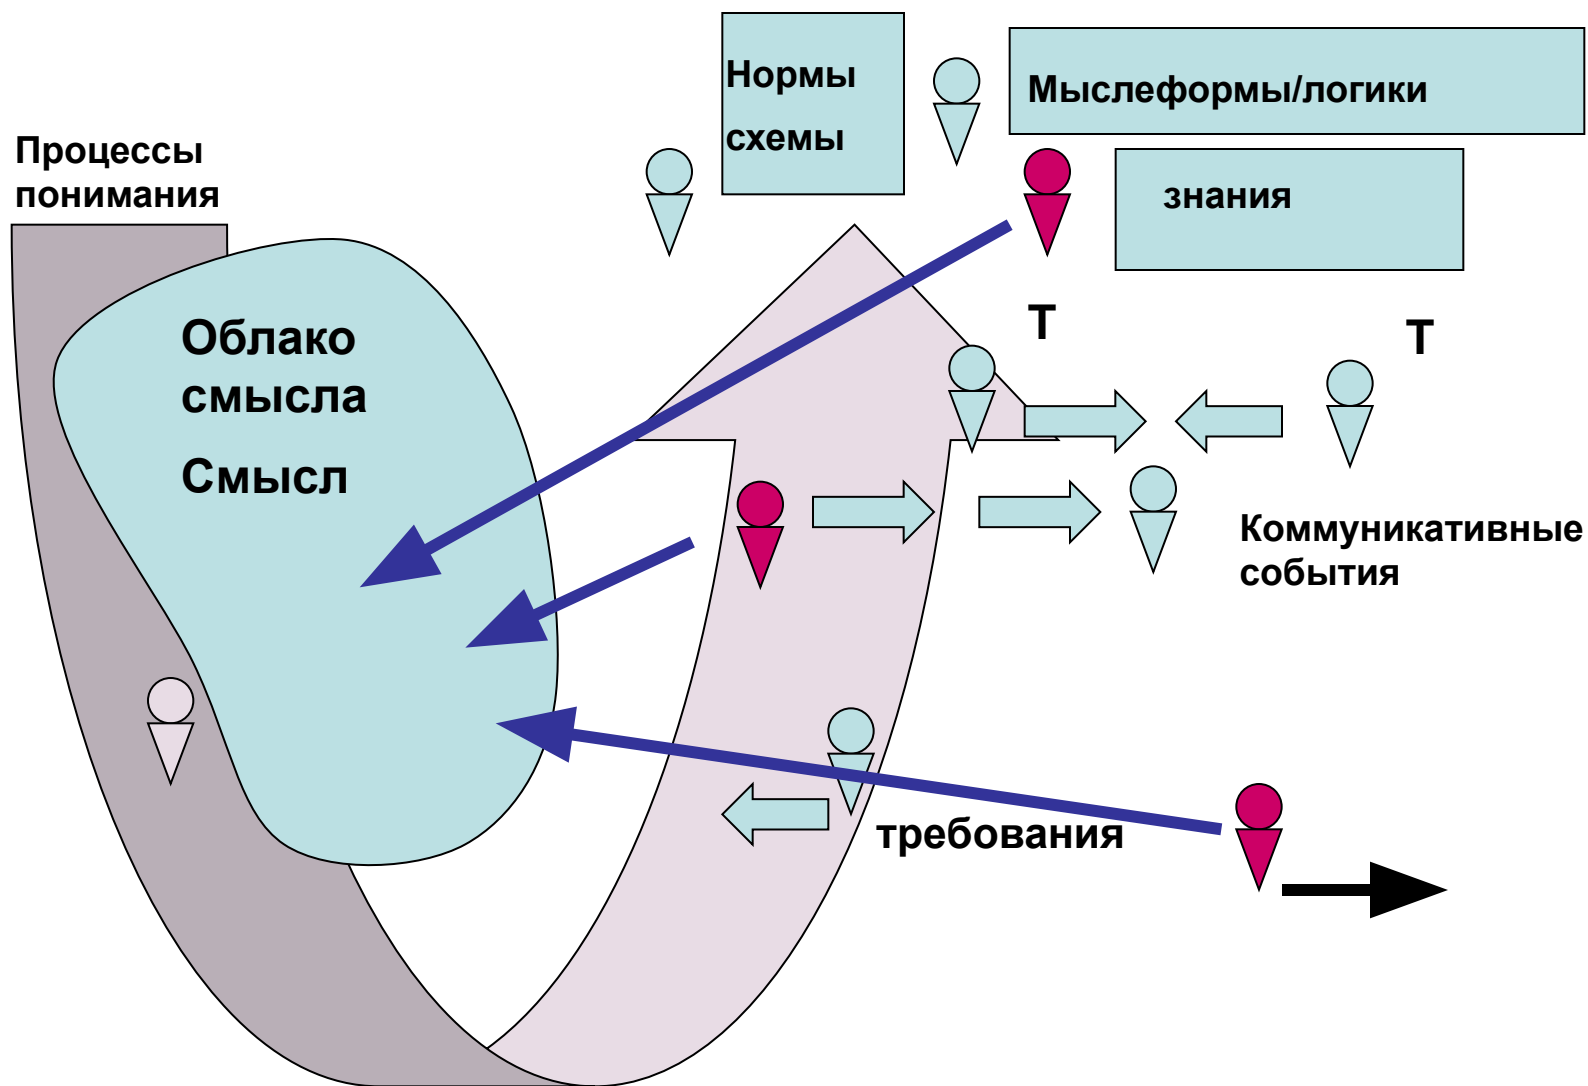 Нормы
схемы
Мыслеформы/логики
Процессы
понимания
знания
Облако
смысла
Смысл
Т
Т
Коммуникативные
события
требования